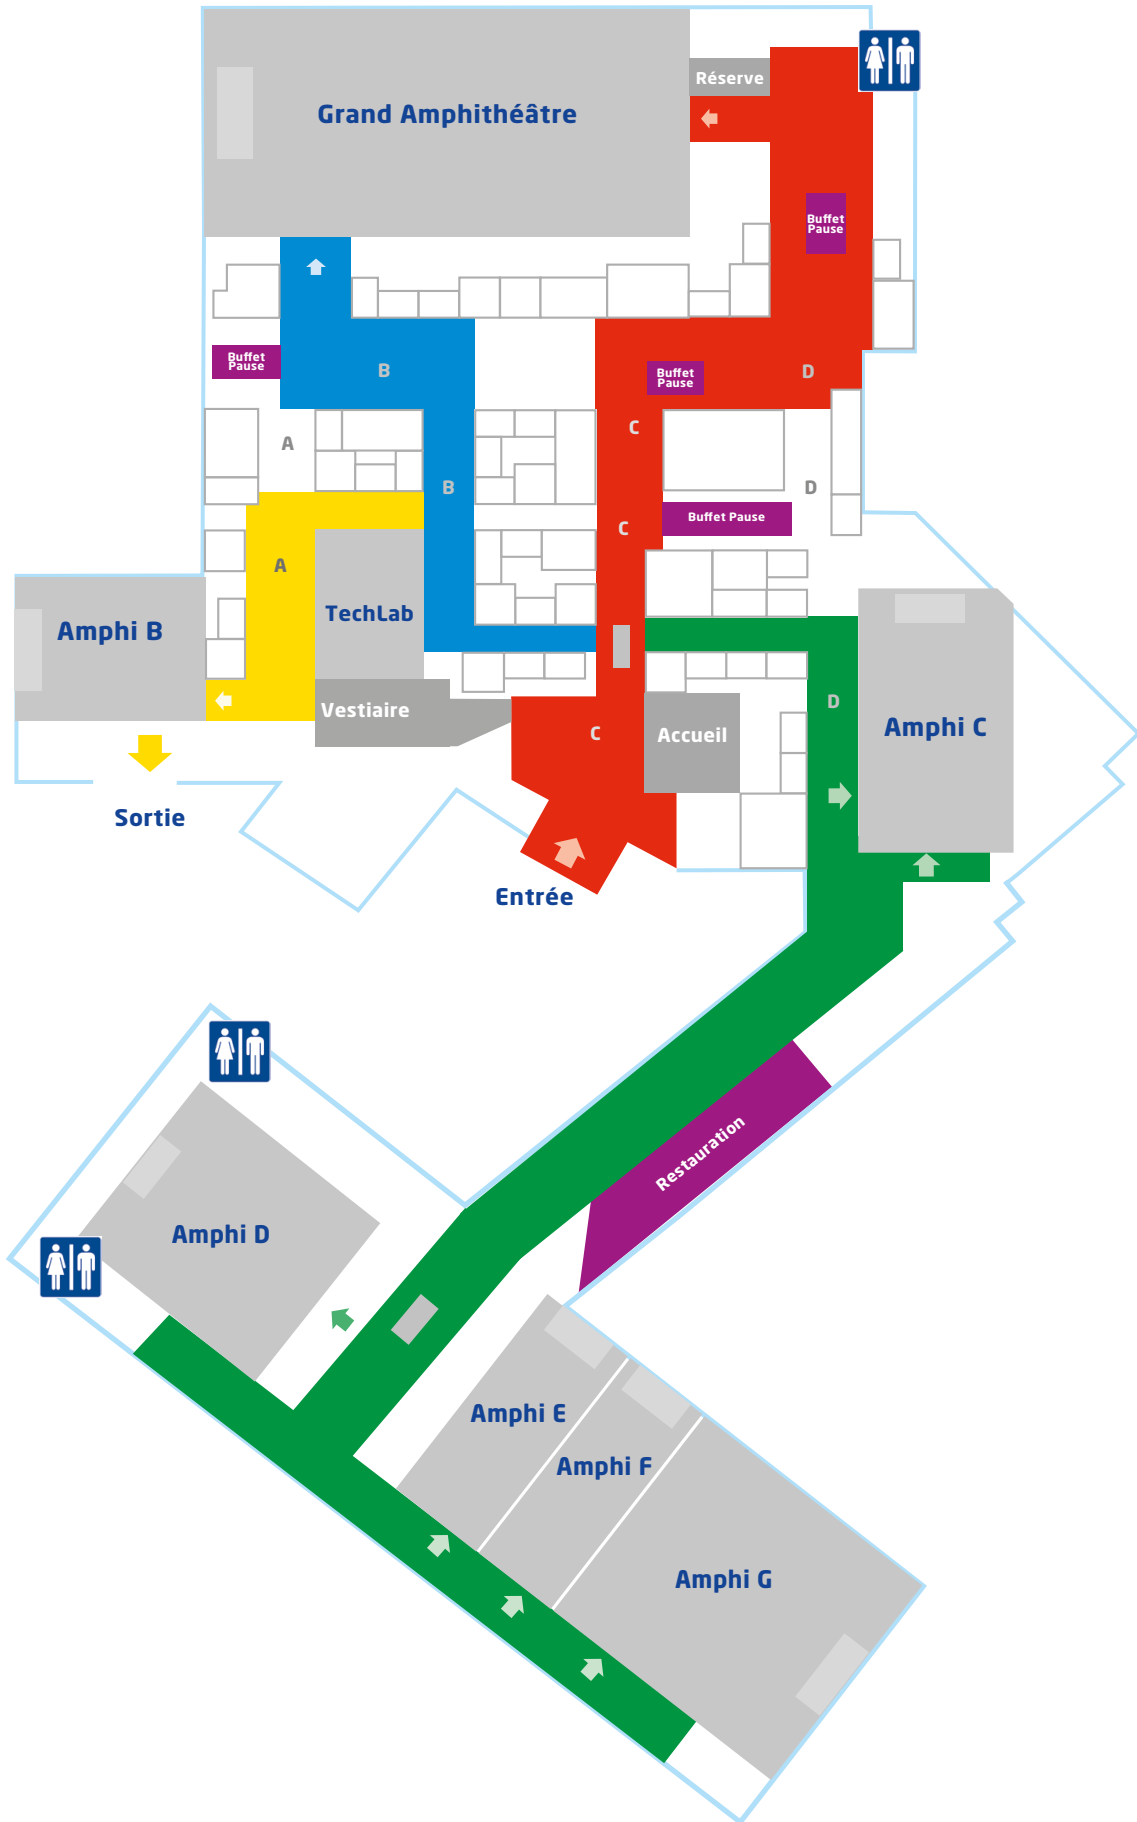 Réserve
Grand Amphithéâtre
Buffet
Pause
Buffet
Pause
B
Buffet
Pause
D
A
C
B
D
C
Buffet Pause
A
TechLab
Amphi B
D
Vestiaire
C
Accueil
Amphi C
Sortie
Entrée
Restauration
Amphi D
Amphi E
Amphi F
Amphi G